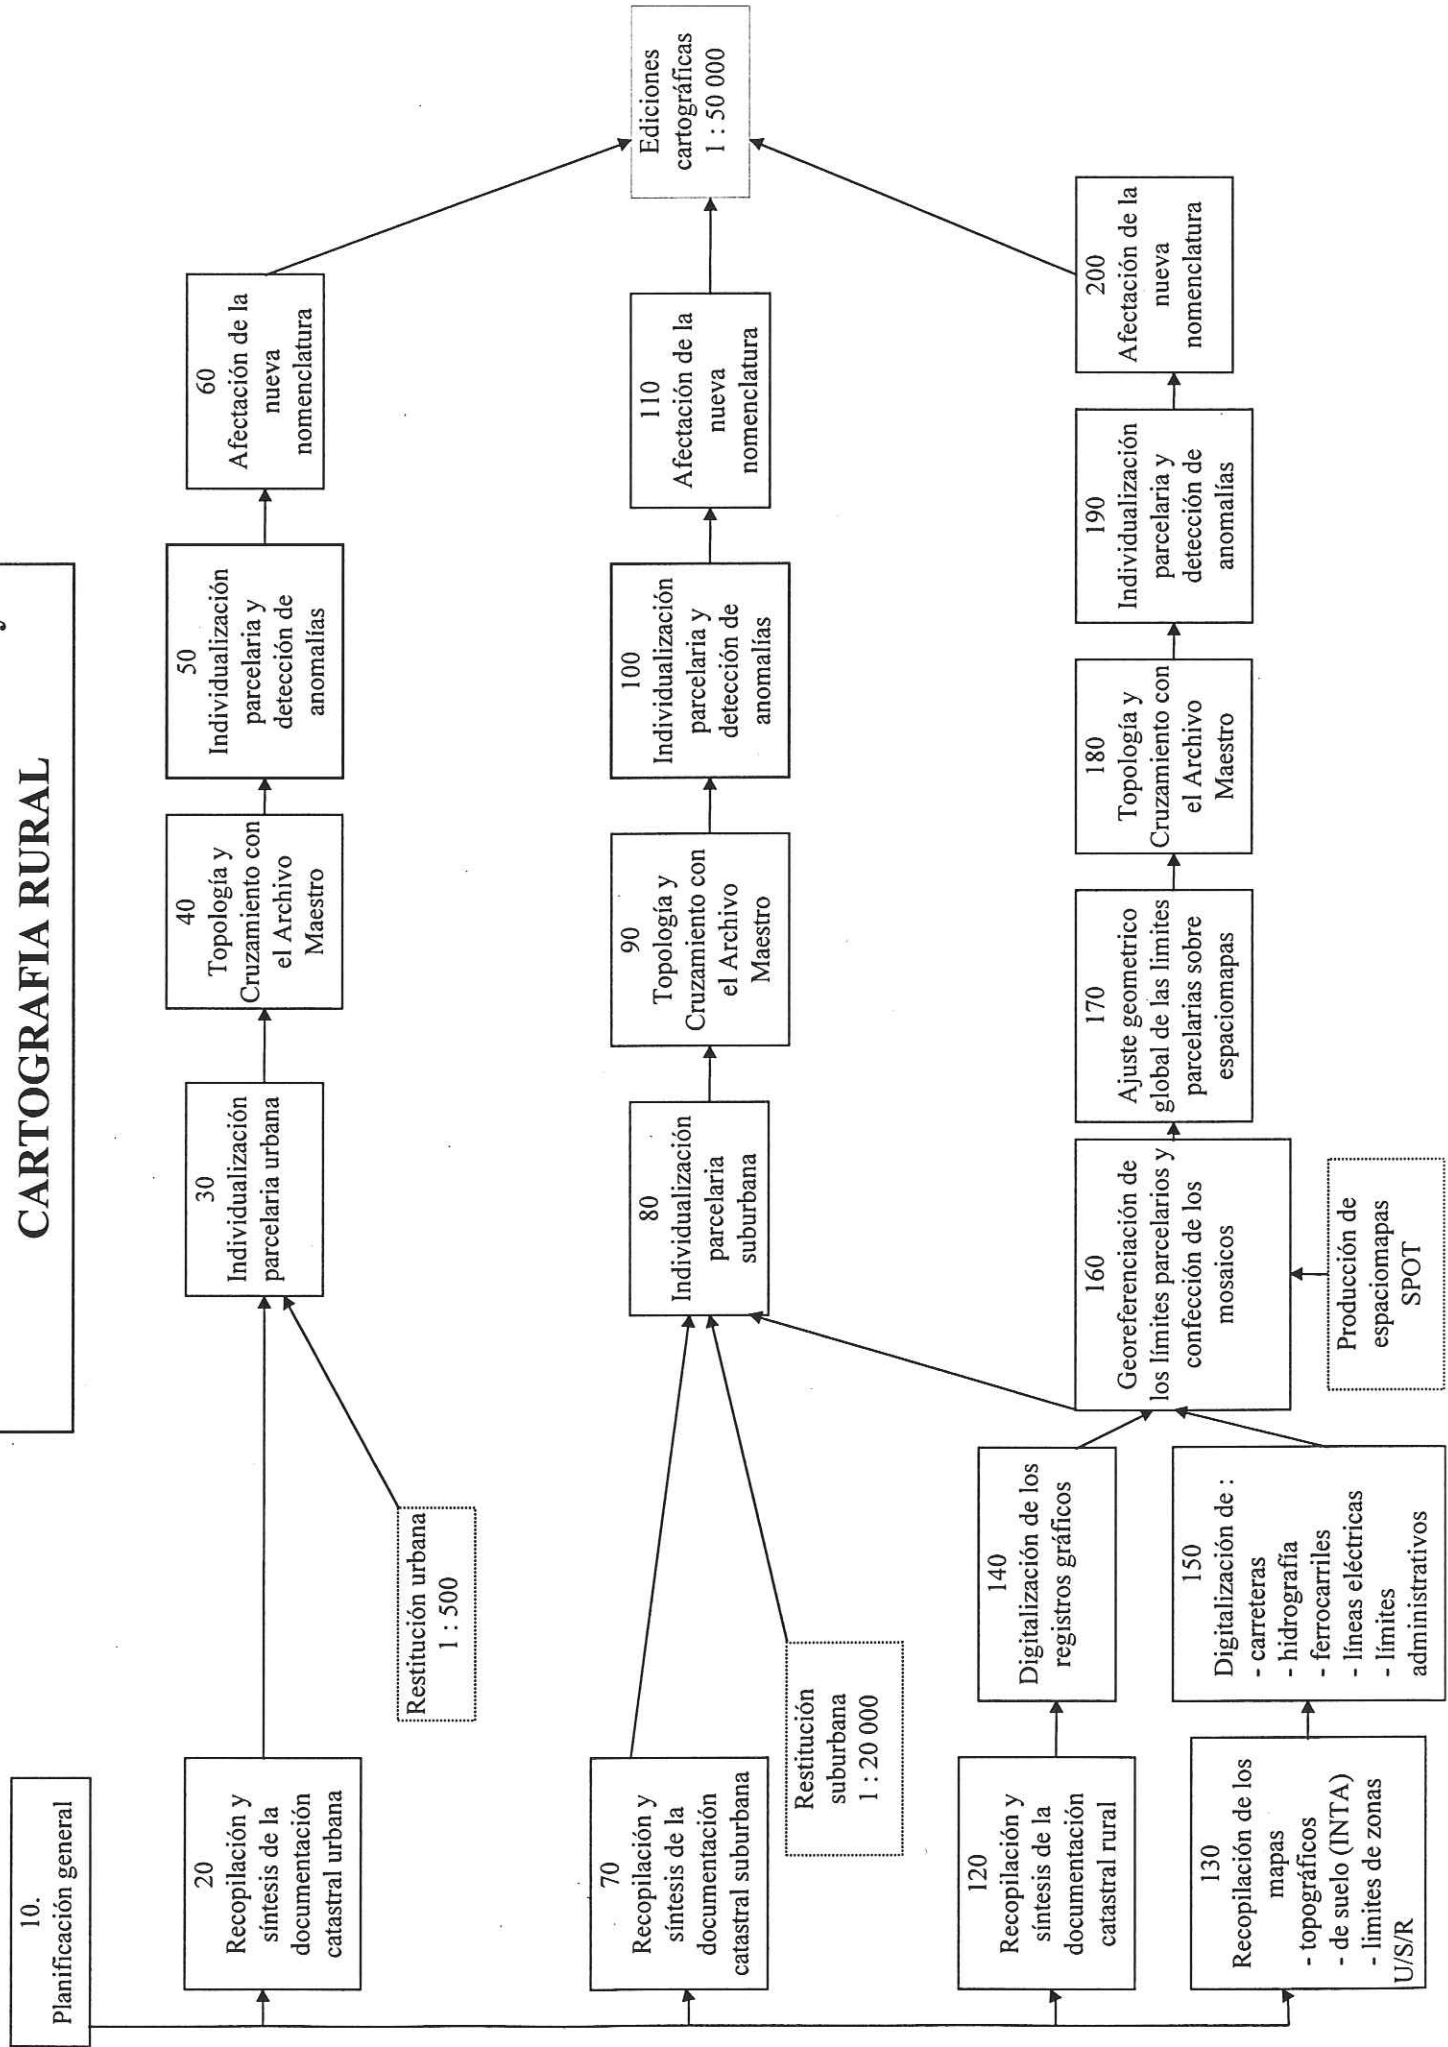 CARTOGRAFIA RURAL
10.
Planificación general
20
Recopilación y
síntesis de la
documentación
catastral urbana
Restitución urbana
1 : 500
30
Individualización
parcelaria urbana
40
Topología y
Cruzamiento con
el Archivo
Maestro
50
Individualización
parcelaria y
detección de
anomalías
60
Afectación de la
nueva
nomenclatura
70
Recopilación y
síntesis de la
documentación
catastral suburbana
Restitución
suburbana
1 : 20 000
80
Individualización
parcelaria
suburbana
90
Topología y
Cruzamiento con
el Archivo
Maestro
100
Individualización
parcelaria y
detección de
anomalías
110
Afectación de la
nueva
nomenclatura
Ediciones
cartográficas
1 : 50 000
120
Recopilación y
síntesis de la
documentación
catastral rural
140
Digitalización de los
registros gráficos
130
Recopilación de los
mapas
- topográficos
- de suelo (INTA)
- limites de zonas
U/S/R
150
Digitalización de :
- carreteras
- hidrografía
- ferrocarriles
- líneas eléctricas
- límites
administrativos
160
Georeferenciación de
los límites parcelarios y
confección de los
mosaicos
Producción de
espaciomapas
SPOT
170
Ajuste geometrico
global de las limites
parcelarias sobre
espaciomapas
180
Topología y
Cruzamiento con
el Archivo
Maestro
190
Individualización
parcelaria y
detección de
anomalías
200
Afectación de la
nueva
nomenclatura